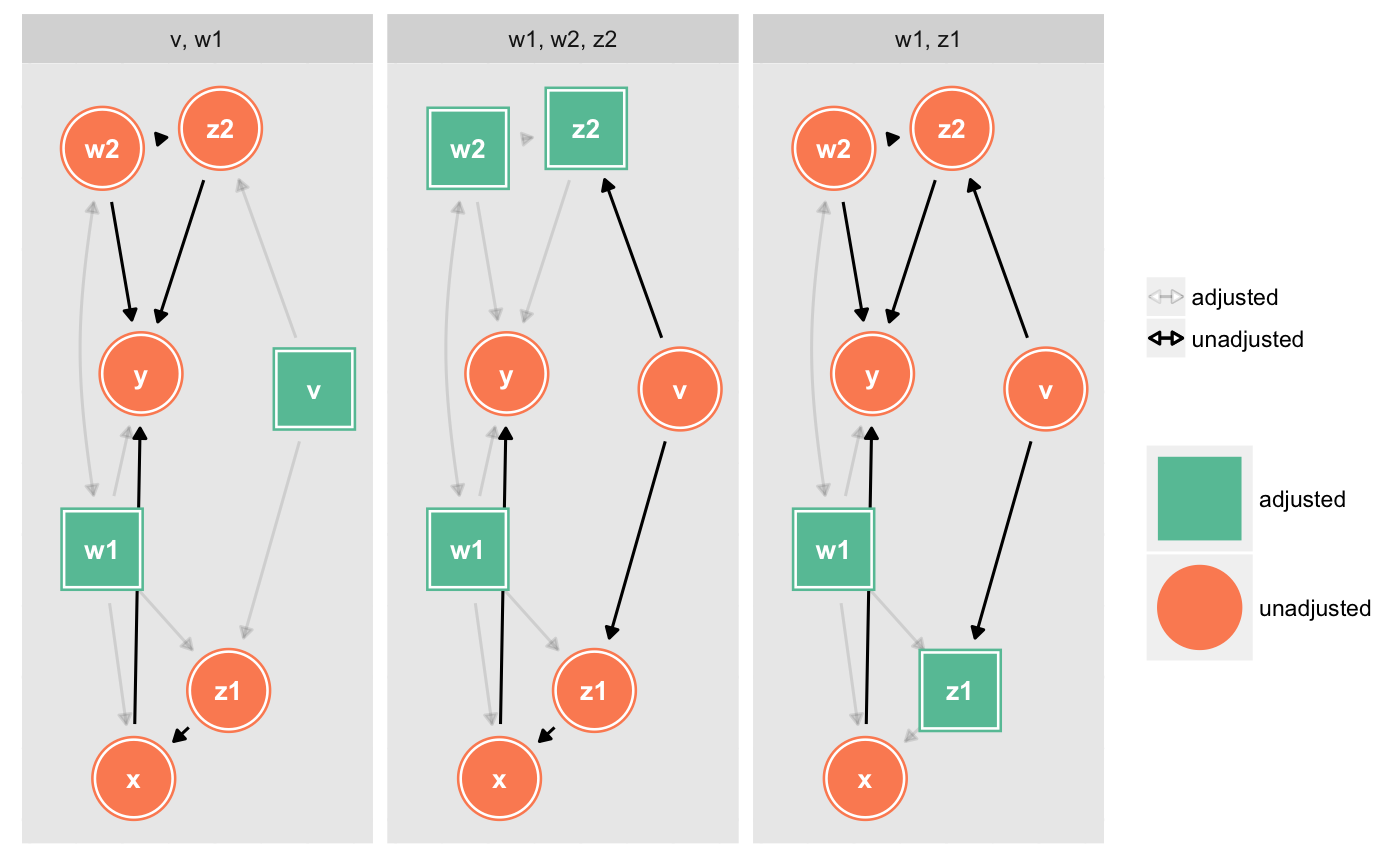 v, w1
w2
z2
y
v
w1
z1
x
w1, w2, z2
w2
z2
y
v
w1
z1
x
w1, z1
w2
z2
y
v
w1
z1
x
adjusted
unadjusted
adjusted
unadjusted